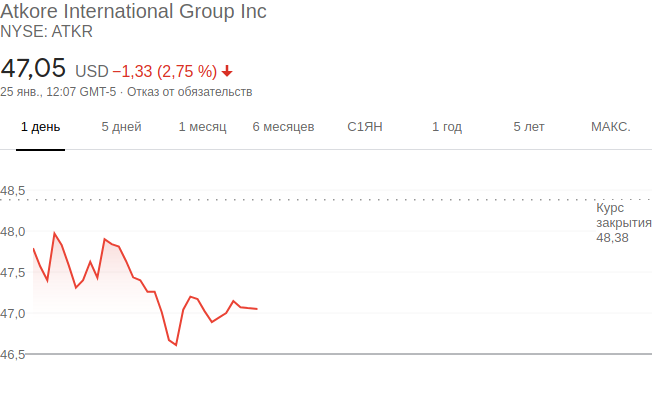 Atkore International Group Inc
NYSE: ATKR
47,05 USD −1,33 (2,75 %)
25 янв., 12:07 GMT-5 · Отказ от обязательств
1 день 5 дней 1 месяц 6 месяцев С1ЯН 1 год 5 лет МАКС.
48,5
Курс
закрытия
48,38
48,0
47,5
47,0
46,5